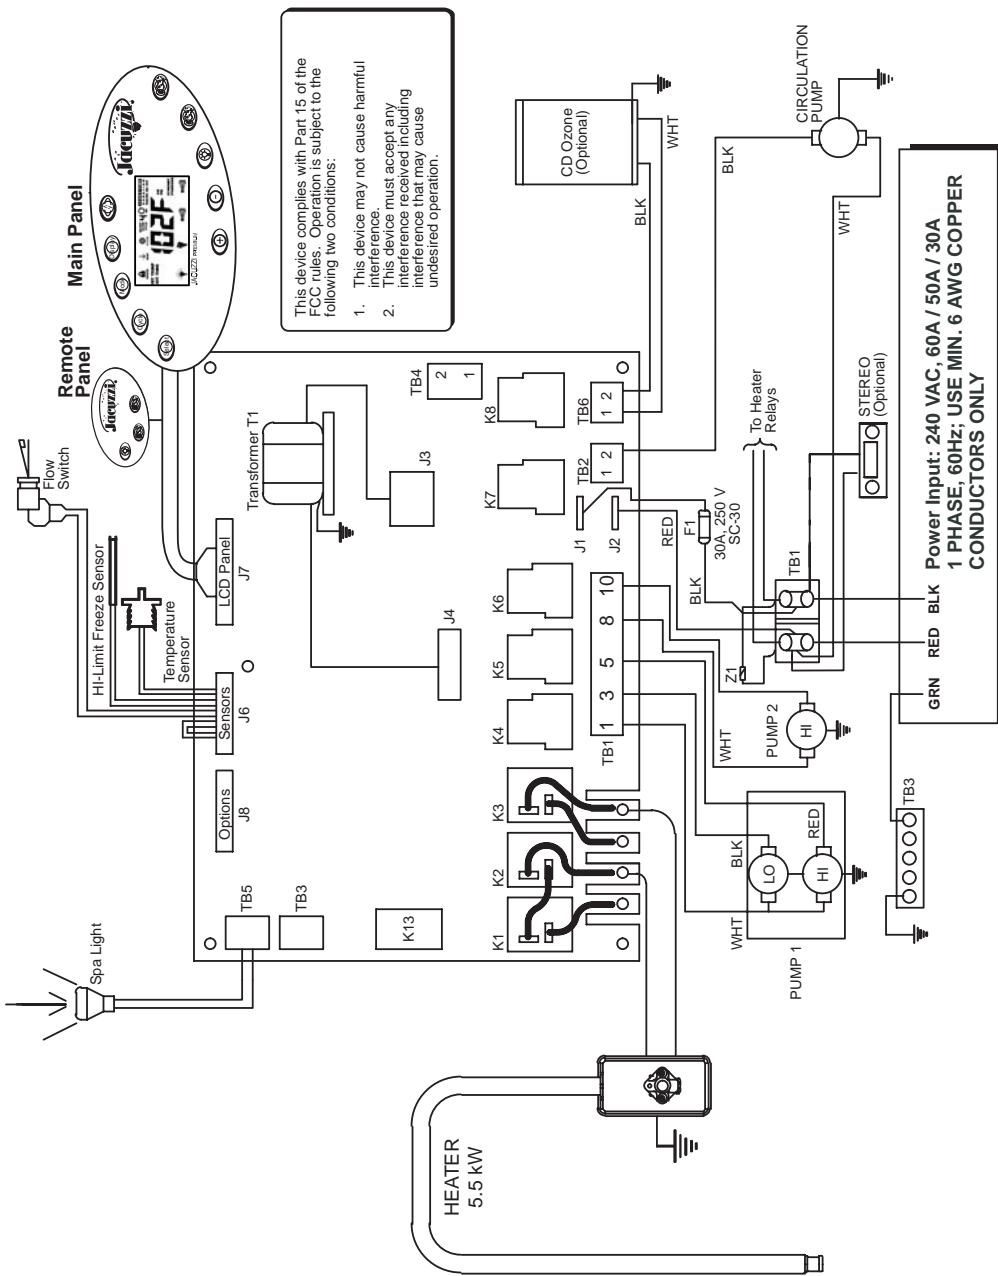 Main Panel
Remote
Panel
Jacuzzi
Jacuzzi
102F
JACUZZI PREMIUM
This device complies with Part 15 of the
FCC rules. Operation is subject to the
following two conditions:
1. This device may not cause harmful
interference.
2. This device must accept any
interference received including
interference that may cause
undesired operation.
Flow
Switch
HI-Limit Freeze Sensor
Temperature
Sensor
Spa Light
TB5
TB3
K13
Options
J8
Sensors
J6
LCD Panel
J7
Transformer T1
J3
J4
TB4
2
1
K1
K2
K3
K4
K5
K6
K7
K8
TB1
1
3
5
8
10
J1
J2
TB2
1 2
TB6
1 2
CD Ozone
(Optional)
BLK
WHT
BLK
WHT
CIRCULATION
PUMP
RED
F1
30A, 250 V
SC-30
BLK
To Heater
Relays
TB1
Z1
STEREO
(Optional)
WHT
PUMP 2
HI
BLK
RED
LO
HI
WHT
PUMP 1
TB3
GRN
RED
BLK
Power Input: 240 VAC, 60A / 50A / 30A
1 PHASE, 60Hz; USE MIN. 6 AWG COPPER
CONDUCTORS ONLY
HEATER
5.5 kW